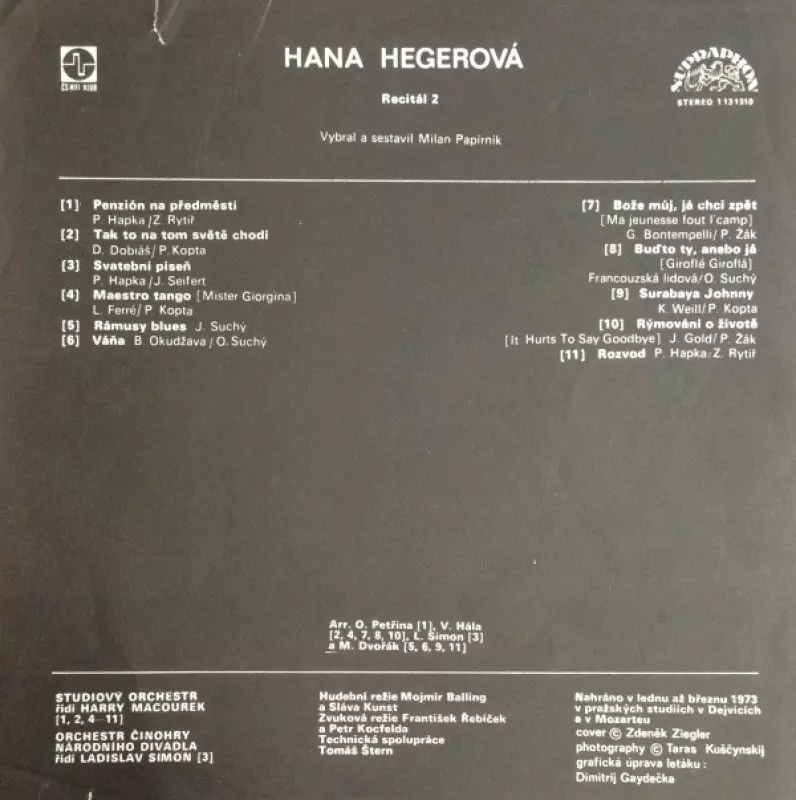 HANA HEGEROVÁ
ČS HIFI KLUB
SUPRAPHON
STEREO 1131310
Recitál 2
Vybral a sestavil Milan Papírník
[1] Penzión na předměstí
P. Hapka/Z. Rytíř
[2] Tak to na tom světě chodí
D. Dobiáš/P. Kopta
[3] Svatební píseň
P. Hapka/J. Seifert
[4] Maestro tango [Mister Giorgina]
L. Ferré/P. Kopta
[5] Rámusy blues J. Suchý
[6] Váňa B. Okudžava/O. Suchý
[7] Bože můj, já chci zpět
[Ma jeunesse fout l'camp]
G. Bontempelli/P. Žák
[8] Buďto ty, anebo já
[Giroflé Giroflá]
Francouzská lidová/O. Suchý
[9] Surabaya Johnny
K. Weill/P. Kopta
[10] Rýmování o životě
[It Hurts To Say Goodbye] J. Gold/P. Žák
[11] Rozvod P. Hapka/Z. Rytíř
Arr. O. Petřina [1], V. Hála
[2, 4, 7, 8, 10], L. Simon [3]
a M. Dvořák [5, 6, 9, 11]
STUDIOVÝ ORCHESTR
řídí HARRY MACOUREK
[1, 2, 4-11]
ORCHESTR ČINOHRY
NÁRODNÍHO DIVADLA
řídí LADISLAV SIMON [3]
Hudební režie Mojmír Balling
a Sláva Kunst
Zvuková režie František Řebíček
a Petr Kocfelda
Technická spolupráce
Tomáš Štern
Nahráno v lednu až březnu 1973
v pražských studiích v Dejvicích
a v Mozarteu
cover © Zdeněk Ziegler
photography © Taras Kuščynskij
grafická úprava letáku:
Dimitrij Gaydečka